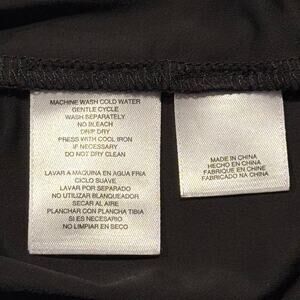 MACHINE WASH COLD WATER
GENTLE CYCLE
WASH SEPARATELY
NO BLEACH
DRIP DRY
PRESS WITH COOL IRON
IF NECESSARY
DO NOT DRY CLEAN
LAVAR A MAQUINA EN AGUA FRIA
CICLO SUAVE
LAVAR POR SEPARADO
NO UTILIZAR BLANQUEADOR
SECAR AL AIRE
PLANCHAR CON PLANCHA TIBIA
SI ES NECESARIO
NO LIMPIAR EN SECO
MADE IN CHINA
HECHO EN CHINA
FABRIQUE EN CHINE
FABRICADO NA CHINA